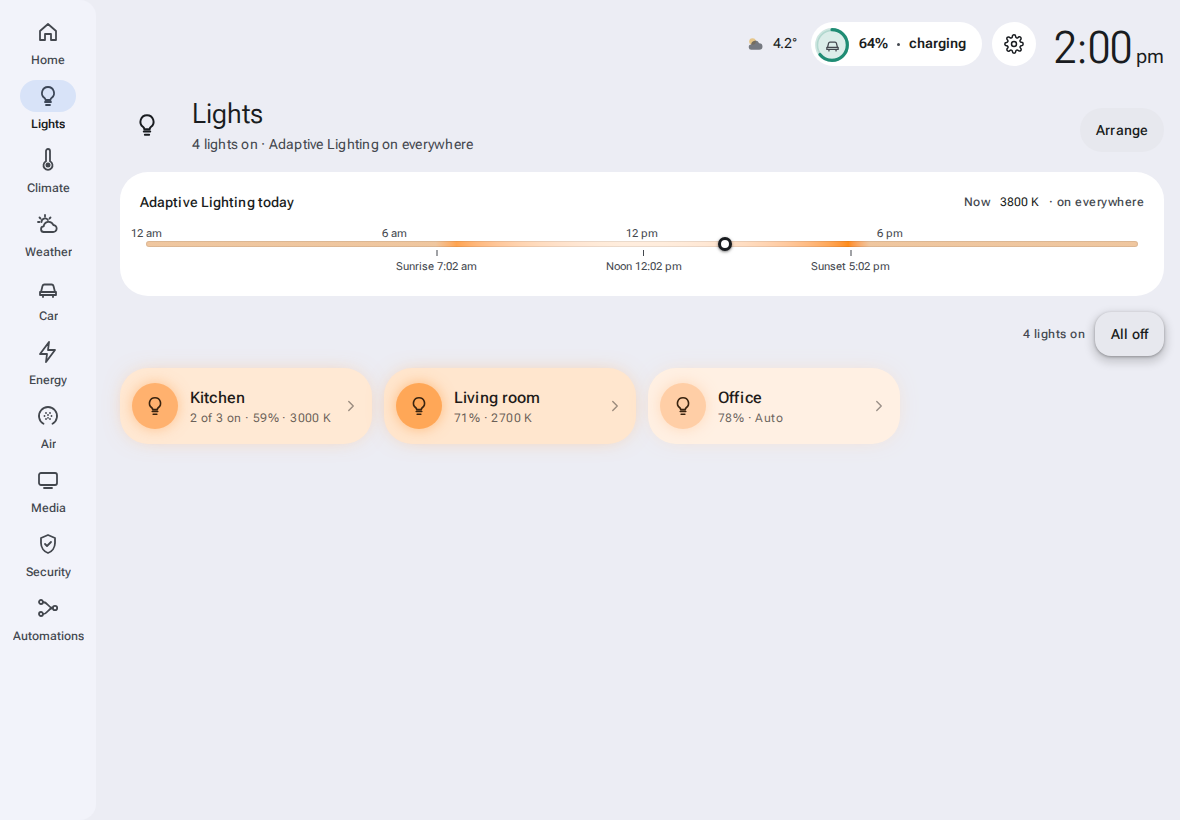 Home
Lights
Climate
Weather
Car
Energy
Air
Media
Security
Automations
4.2°
64% · charging
2:00 pm
Lights
4 lights on · Adaptive Lighting on everywhere
Arrange
Adaptive Lighting today
Now 3800 K · on everywhere
12 am 6 am 12 pm 6 pm
Sunrise 7:02 am Noon 12:02 pm Sunset 5:02 pm
4 lights on
All off
Kitchen
2 of 3 on · 59% · 3000 K
Living room
71% · 2700 K
Office
78% · Auto